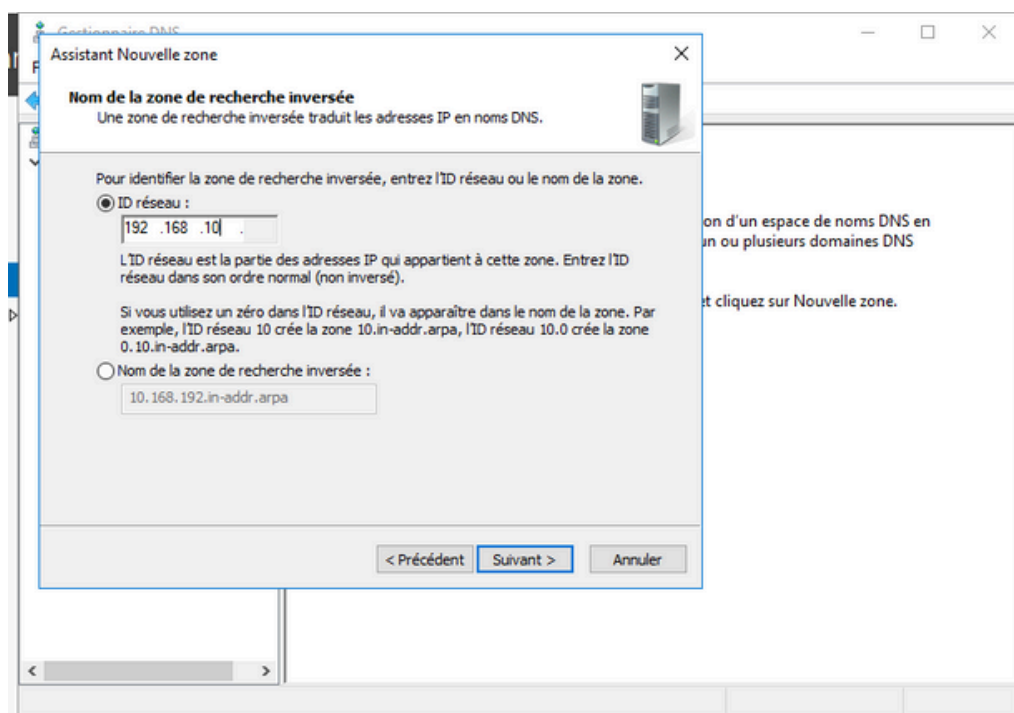 Gestionnaire DNS
Assistant Nouvelle zone
Nom de la zone de recherche inversée
Une zone de recherche inversée traduit les adresses IP en noms DNS.
Pour identifier la zone de recherche inversée, entrez l'ID réseau ou le nom de la zone.
ID réseau :
192 .168 .10 .
L'ID réseau est la partie des adresses IP qui appartient à cette zone. Entrez l'ID
réseau dans son ordre normal (non inversé).
Si vous utilisez un zéro dans l'ID réseau, il va apparaître dans le nom de la zone. Par
exemple, l'ID réseau 10 crée la zone 10.in-addr.arpa, l'ID réseau 10.0 crée la zone
0.10.in-addr.arpa.
Nom de la zone de recherche inversée :
10.168.192.in-addr.arpa
< Précédent
Suivant >
Annuler
on d'un espace de noms DNS en
un ou plusieurs domaines DNS
et cliquez sur Nouvelle zone.